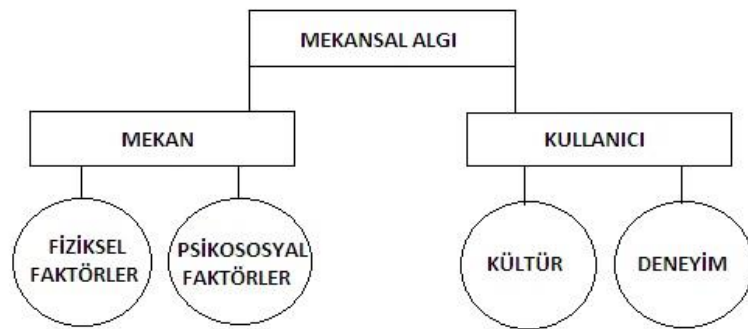 MEKANSAL ALGI
MEKAN
KULLANICI
FİZİKSEL
FAKTÖRLER
PSİKOSOSYAL
FAKTÖRLER
KÜLTÜR
DENEYİM